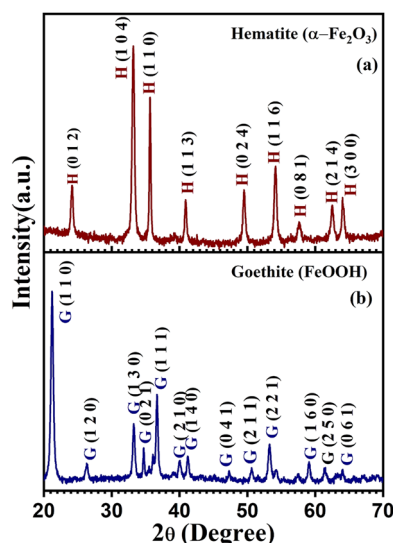 Hematite (α–Fe₂O₃)
(a)
H (0 1 2)
H (1 0 4)
H (1 1 0)
H (1 1 3)
H (0 2 4)
H (1 1 6)
H (0 8 1)
H (2 1 4)
H (3 0 0)
Intensity(a.u.)
Goethite (FeOOH)
(b)
G (1 1 0)
G (1 2 0)
G (1 3 0)
G (0 2 1)
G (1 1 1)
G (2 1 0)
G (1 4 0)
G (0 4 1)
G (2 1 1)
G (2 2 1)
G (1 6 0)
G (2 5 0)
G (0 6 1)
20 30 40 50 60 70
2θ (Degree)